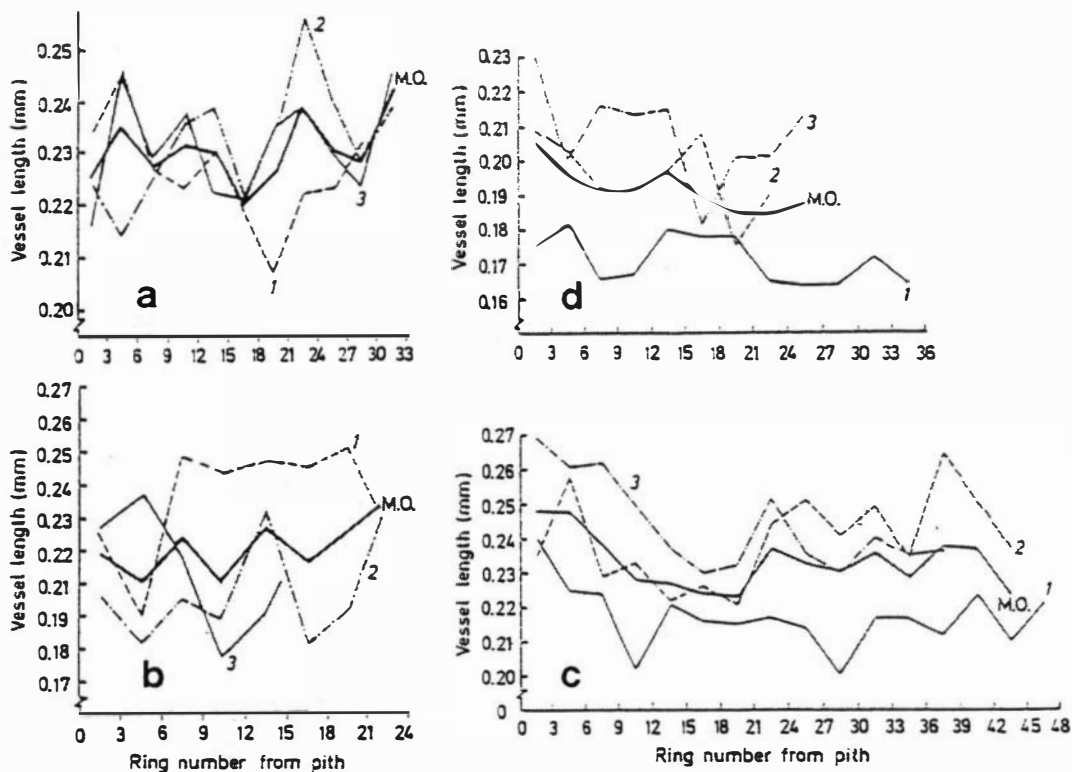 Vessel length (mm)
0.25
0.24
0.23
0.22
0.21
0.20
2
M.O.
3
1
a
0 3 6 9 12 15 18 21 24 27 30 33
Vessel length (mm)
0.23
0.22
0.21
0.20
0.19
0.18
0.17
0.16
3
2
M.O.
1
d
0 3 6 9 12 15 18 21 24 27 30 33 36
Vessel length (mm)
0.27
0.26
0.25
0.24
0.23
0.22
0.21
0.20
0.19
0.18
0.17
1
M.O.
2
3
b
0 3 6 9 12 15 18 21 24
Ring number from pith
Vessel length (mm)
0.27
0.26
0.25
0.24
0.23
0.22
0.21
0.20
0
3
2
1
M.O.
c
0 3 6 9 12 15 18 21 24 27 30 33 36 39 42 45 48
Ring number from pith